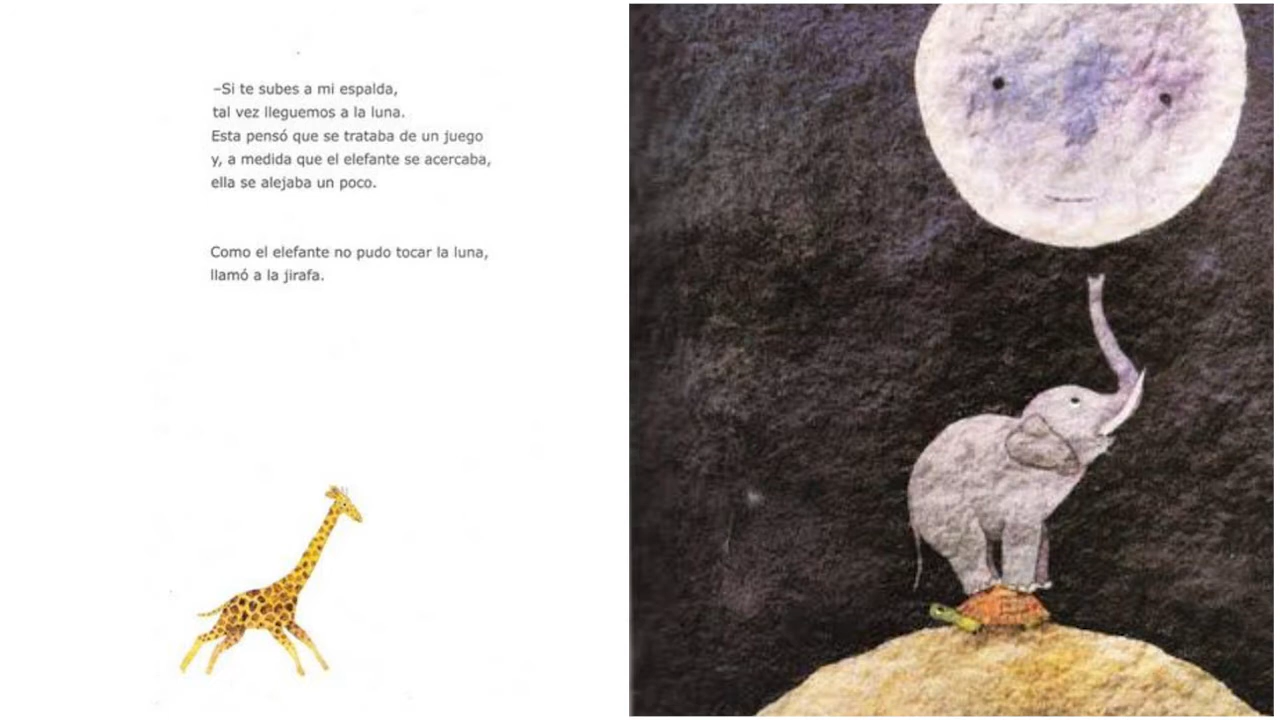 –Si te subes a mi espalda,
tal vez lleguemos a la luna.
Esta pensó que se trataba de un juego
y, a medida que el elefante se acercaba,
ella se alejaba un poco.
Como el elefante no pudo tocar la luna,
llamó a la jirafa.